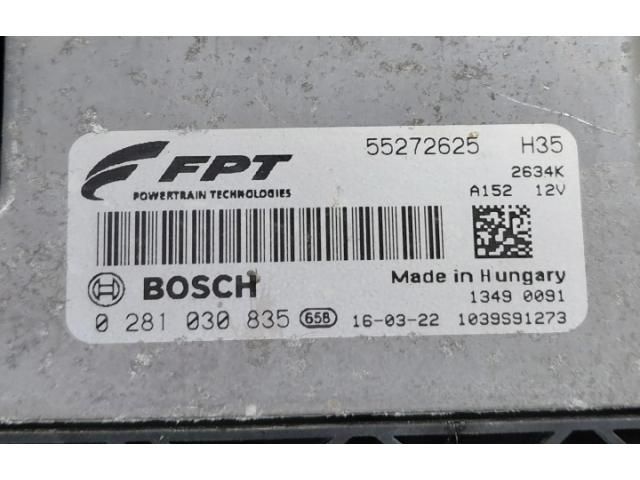 FPT 55272625 H35
POWERTRAIN TECHNOLOGIES 2634K
A152 12V
BOSCH Made in Hungary
1349 0091
0 281 030 835 658 16-03-22 1039S91273